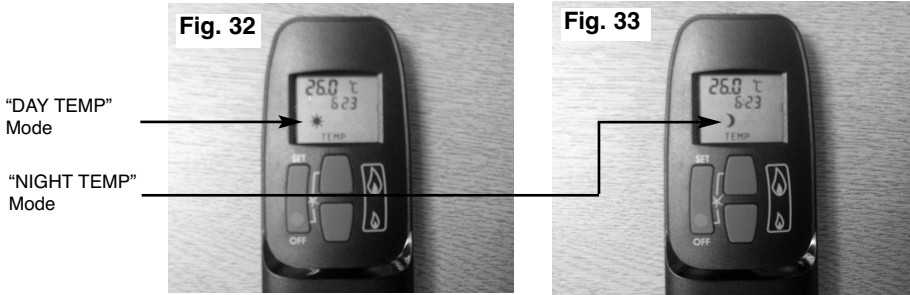 Fig. 32
Fig. 33
“DAY TEMP”
Mode
“NIGHT TEMP”
Mode
26.0 ℃
6:23
TEMP
SET
OFF
26.0 ℃
6:23
TEMP
SET
OFF